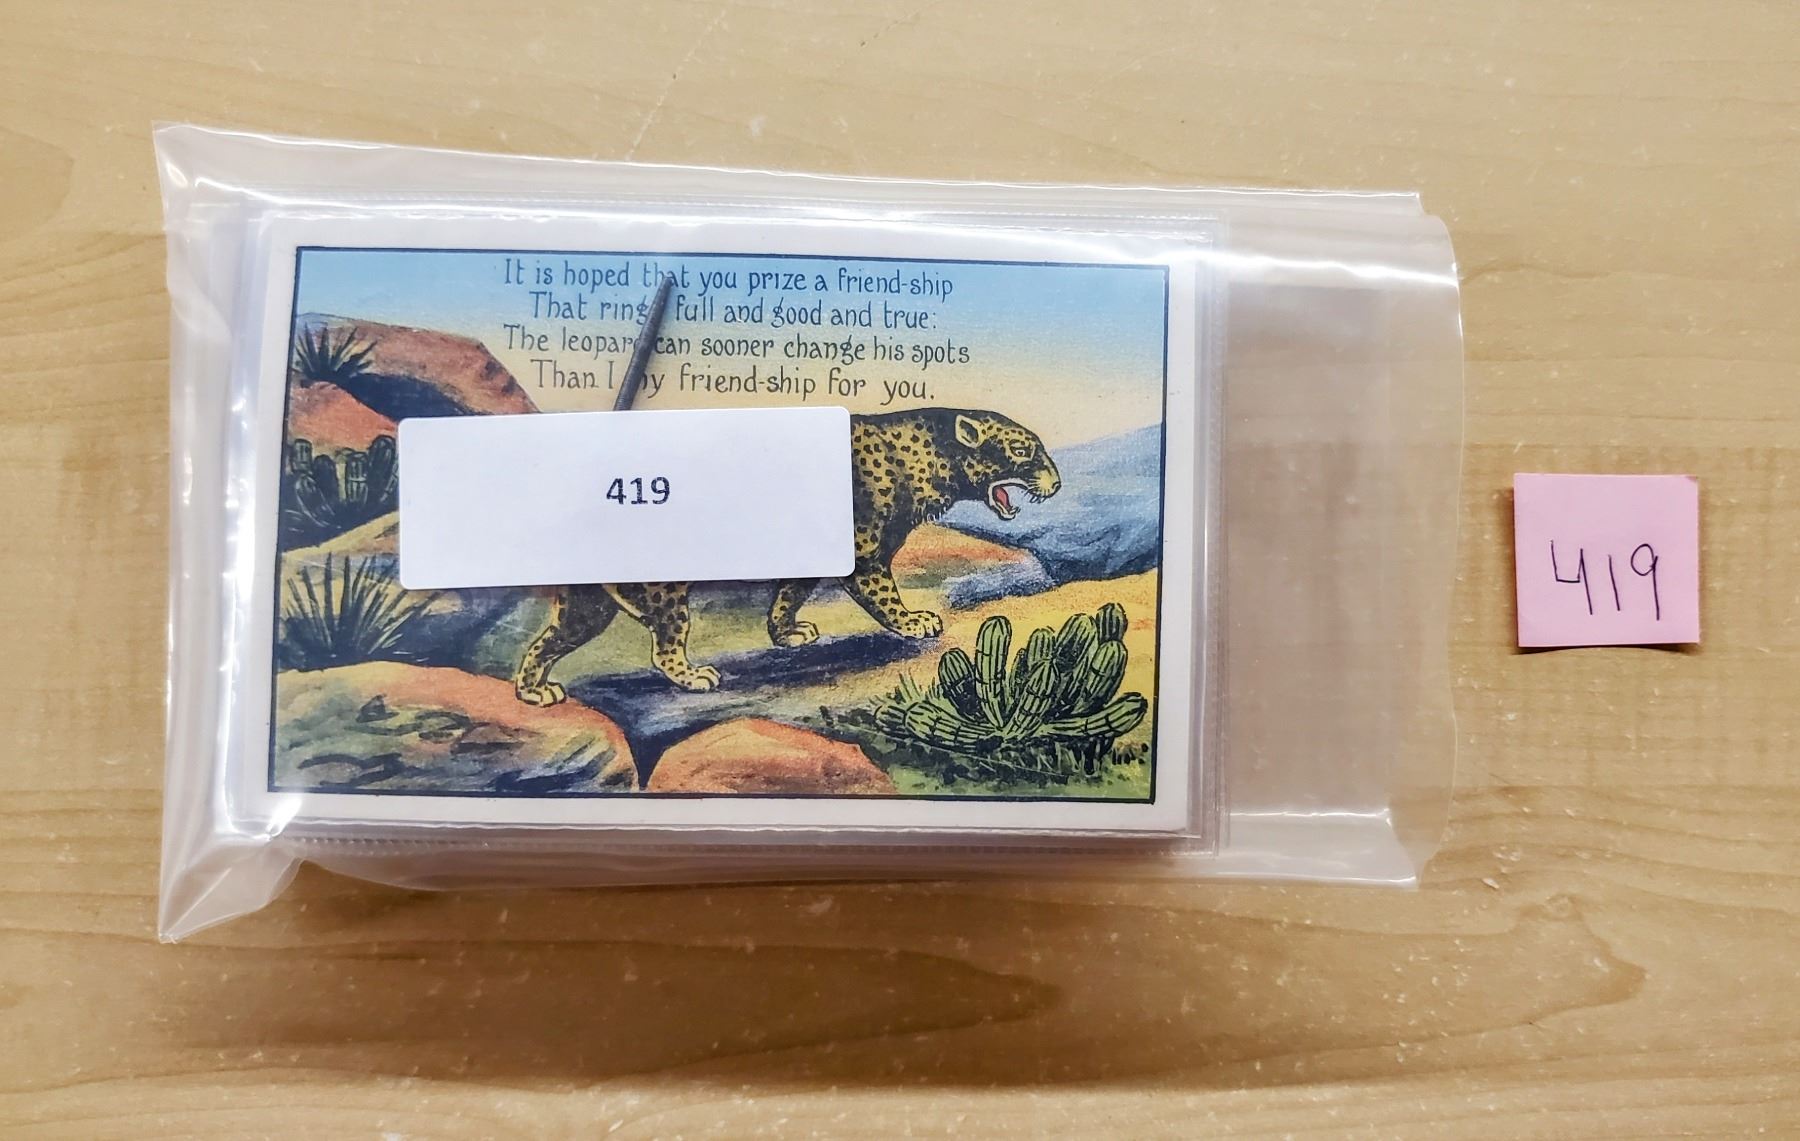 It is hoped that you prize a friend-ship
That rings full and good and true:
The leopard can sooner change his spots
Than I my friend-ship for you.
419
419